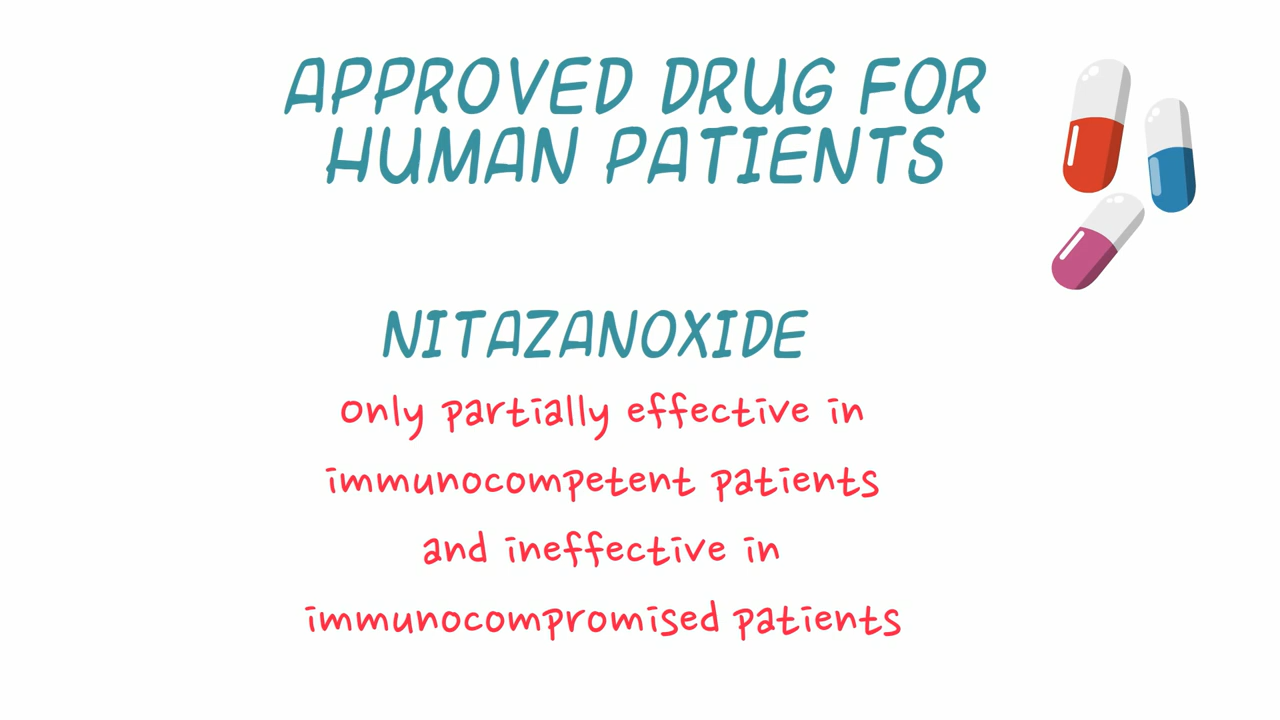 APPROVED DRUG FOR
HUMAN PATIENTS
NITAZANOXIDE
only partially effective in
immunocompetent patients
and ineffective in
immunocompromised patients